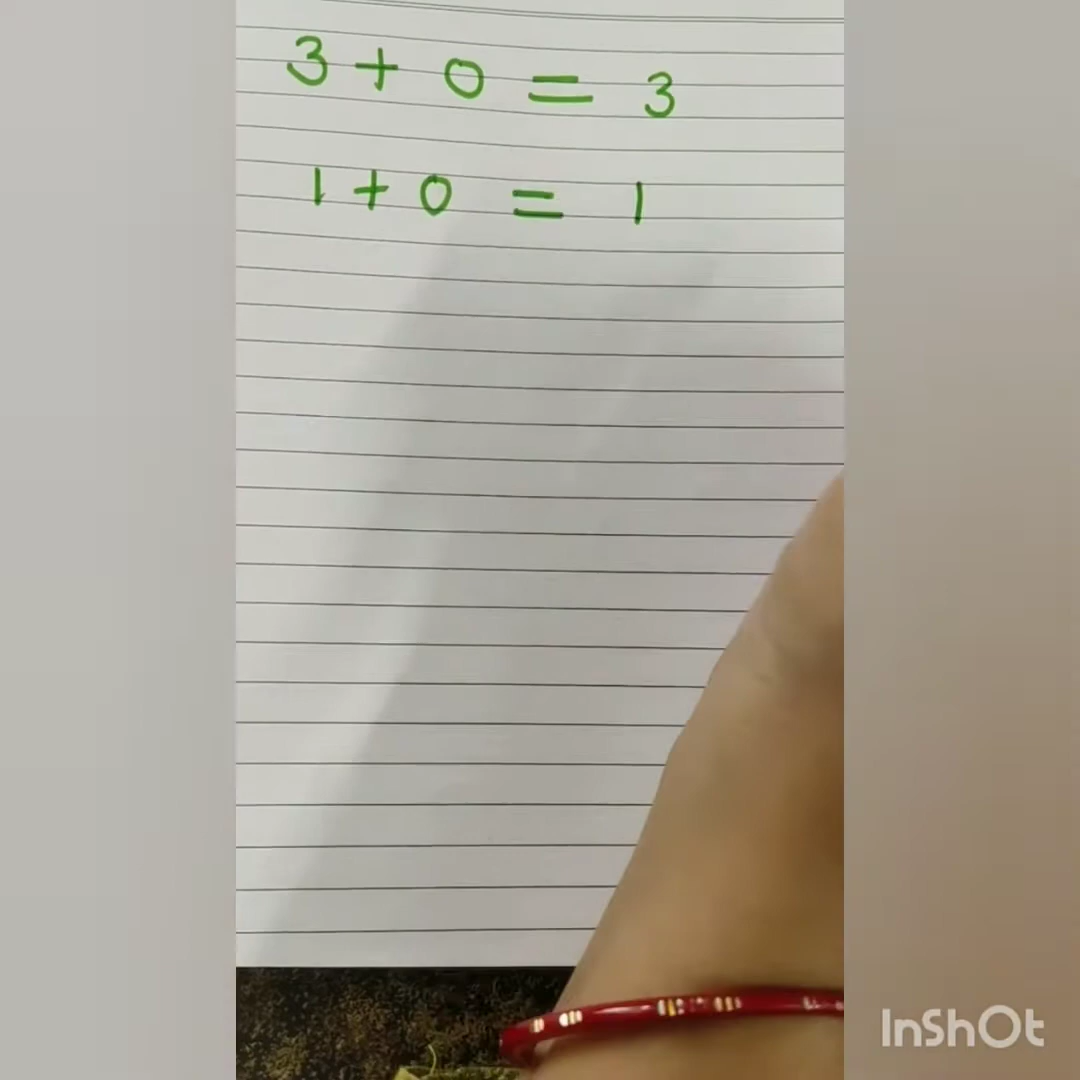 3 + 0 = 3
1 + 0 = 1
InShOt